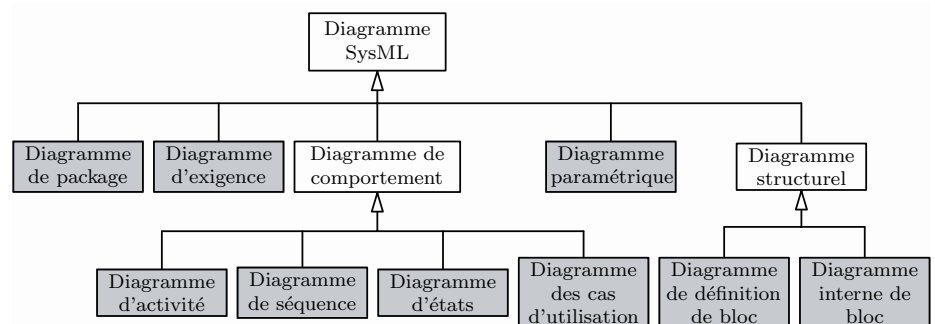 Diagramme
SysML
Diagramme
de package
Diagramme
d'exigence
Diagramme de
comportement
Diagramme
paramétrique
Diagramme
structurel
Diagramme
d'activité
Diagramme
de séquence
Diagramme
d'états
Diagramme
des cas
d'utilisation
Diagramme
de définition
de bloc
Diagramme
interne de
bloc